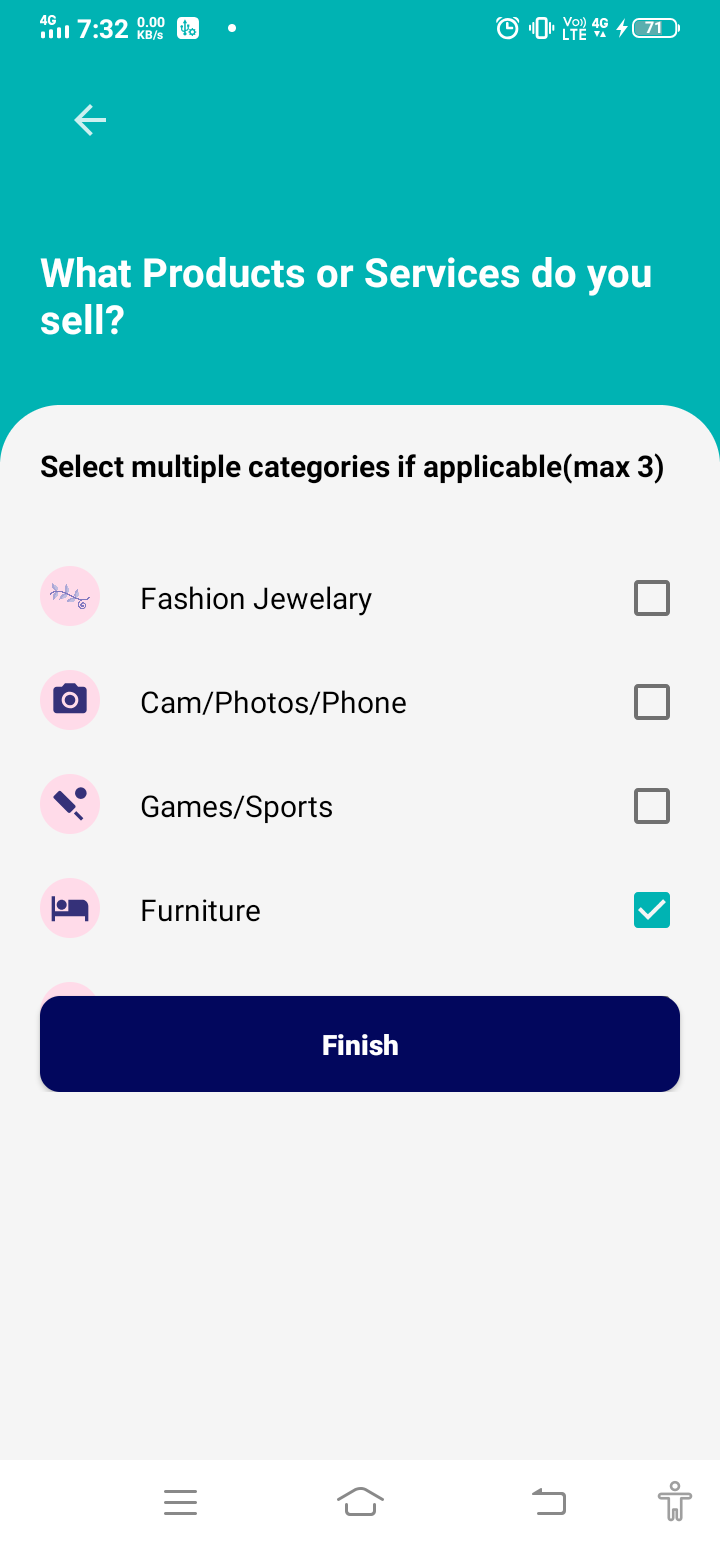 4G 7:32 0.00 KB/s Vo)) LTE 4G 71
What Products or Services do you
sell?
Select multiple categories if applicable(max 3)
Fashion Jewelary
Cam/Photos/Phone
Games/Sports
Furniture
Finish